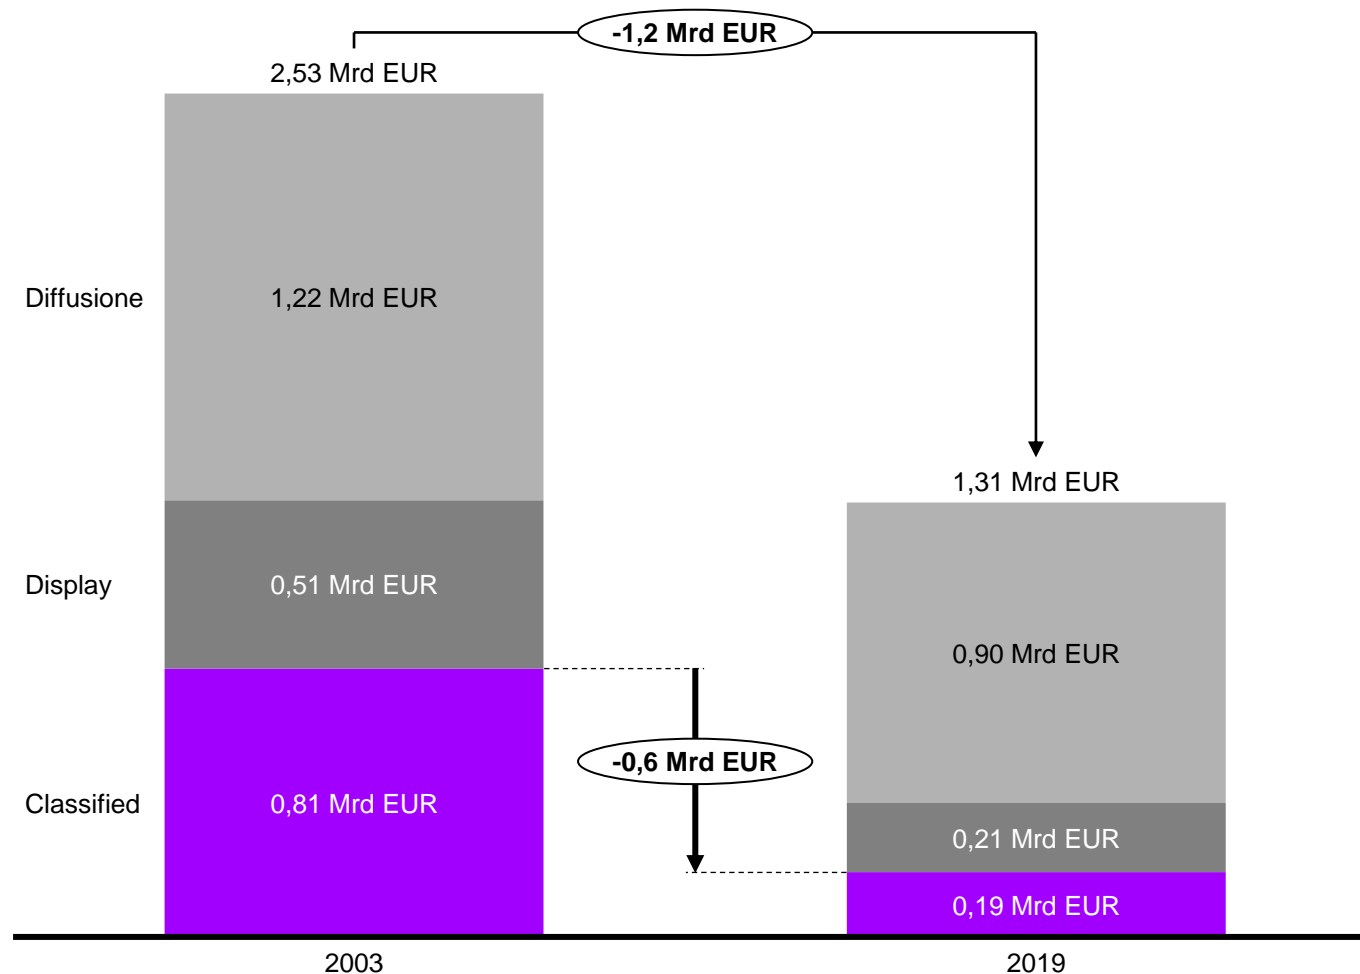 -1,2 Mrd EUR
2,53 Mrd EUR
Diffusione
1,22 Mrd EUR
1,31 Mrd EUR
Display
0,51 Mrd EUR
0,90 Mrd EUR
-0,6 Mrd EUR
Classified
0,81 Mrd EUR
0,21 Mrd EUR
0,19 Mrd EUR
2003
2019